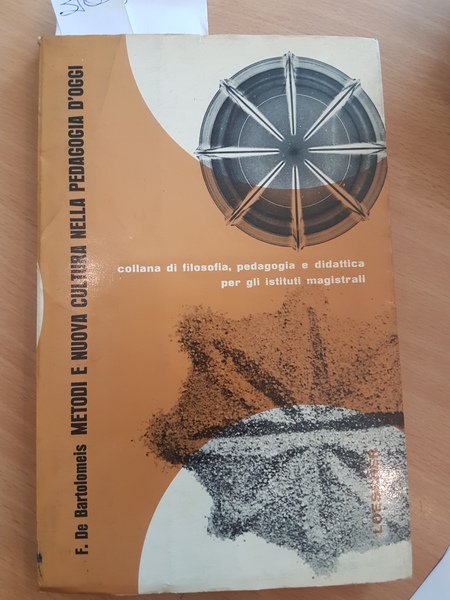 F. De Bartolomeis METODI E NUOVA CULTURA NELLA PEDAGOGIA D'OGGI
collana di filosofia, pedagogia e didattica
per gli istituti magistrali
LOESCHER